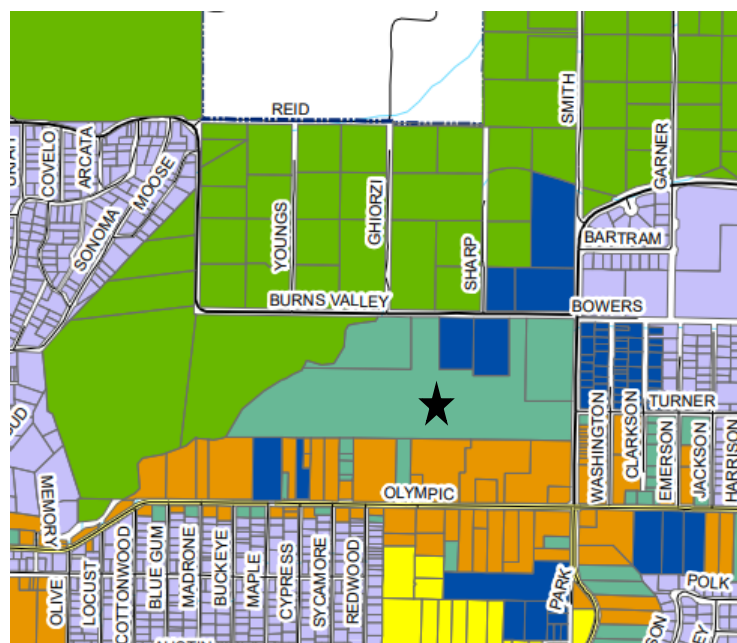 REID
SMITH
GARNER
COVELO
ARCATA
MOOSE
SONOMA
YOUNGS
GHIORZI
SHARP
BARTRAM
BURNS VALLEY
BOWERS
TURNER
WASHINGTON
CLARKSON
EMERSON
JACKSON
HARRISON
OLYMPIC
MEMORY
OLIVE
LOCUST
COTTONWOOD
BLUE GUM
MADRONE
BUCKEYE
MAPLE
CYPRESS
SYCAMORE
REDWOOD
PARK
POLK